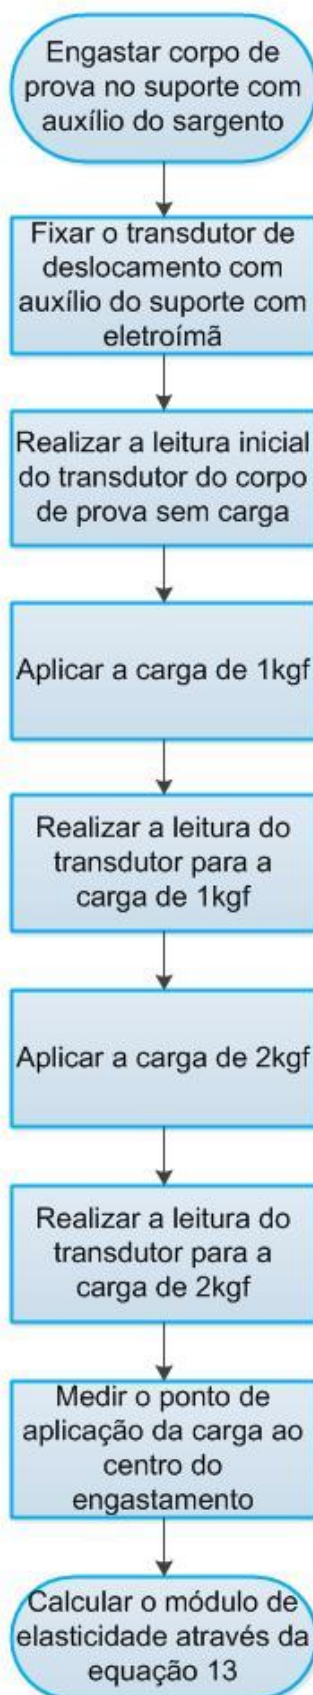 Engastar corpo de
prova no suporte com
auxílio do sargento
Fixar o transdutor de
deslocamento com
auxílio do suporte com
eletroímã
Realizar a leitura inicial
do transdutor do corpo
de prova sem carga
Aplicar a carga de 1kgf
Realizar a leitura do
transdutor para a
carga de 1kgf
Aplicar a carga de 2kgf
Realizar a leitura do
transdutor para a
carga de 2kgf
Medir o ponto de
aplicação da carga ao
centro do
engastamento
Calcular o módulo de
elasticidade através da
equação 13